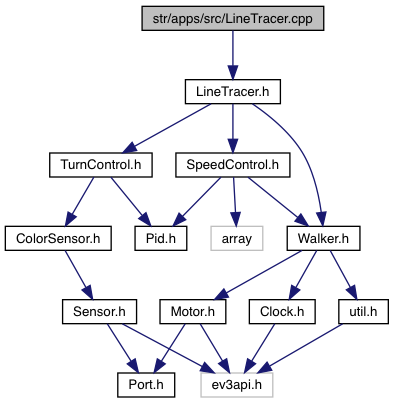 str/apps/src/LineTracer.cpp
LineTracer.h
TurnControl.h
SpeedControl.h
ColorSensor.h
Pid.h
array
Walker.h
Sensor.h
Motor.h
Clock.h
util.h
Port.h
ev3api.h